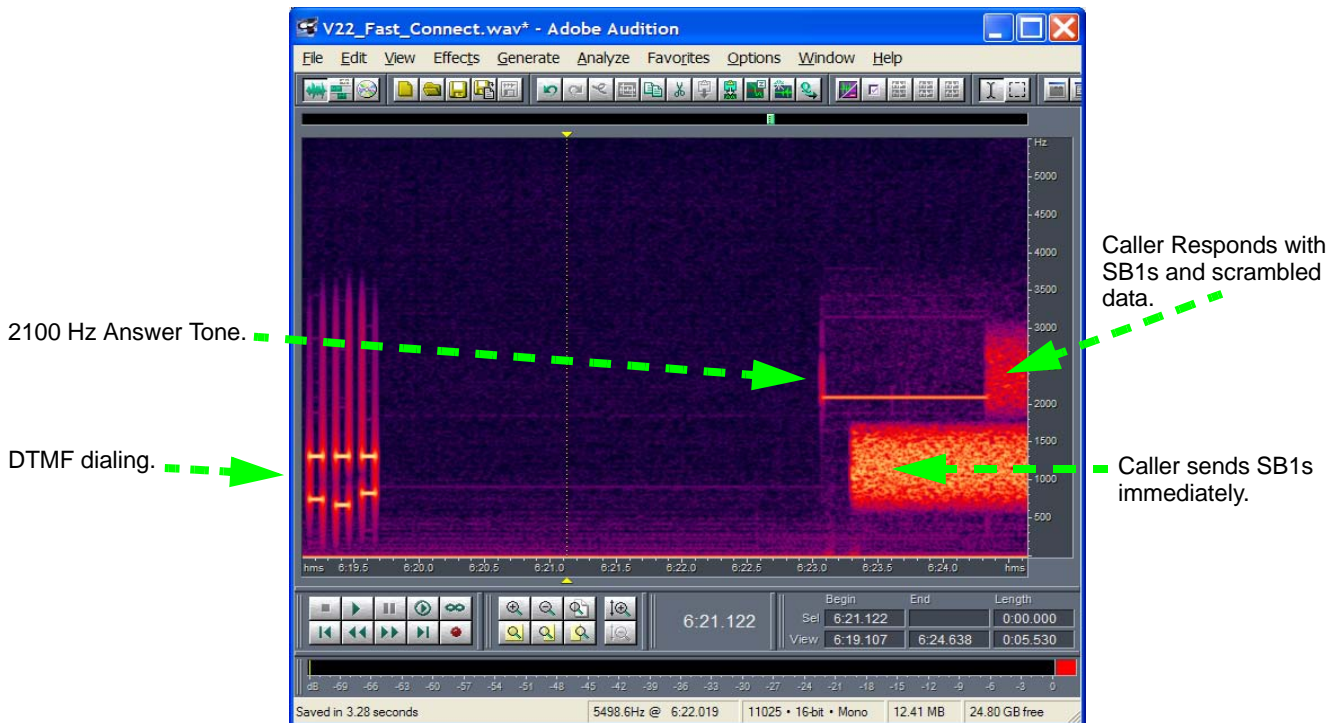 V22_Fast_Connect.wav* - Adobe Audition
File Edit View Effects Generate Analyze Favorites Options Window Help
Hz
5000
4500
4000
3500
3000
2000
1500
1000
500
2100 Hz Answer Tone.
DTMF dialing.
Caller Responds with
SB1s and scrambled
data.
Caller sends SB1s
immediately.
hms 6:19.5 6:20.0 6:20.5 6:21.0 6:21.5 6:22.0 6:22.5 6:23.0 6:23.5 6:24.0 hms
6:21.122
Begin End Length
Sel 6:21.122 0:00.000
View 6:19.107 6:24.638 0:05.530
dB -69 -66 -63 -60 -57 -54 -51 -48 -45 -42 -39 -36 -33 -30 -27 -24 -21 -18 -15 -12 -9 -6 -3 0
Saved in 3.28 seconds 5498.6Hz @ 6:22.019 11025 • 16-bit • Mono 12.41 MB 24.80 GB free